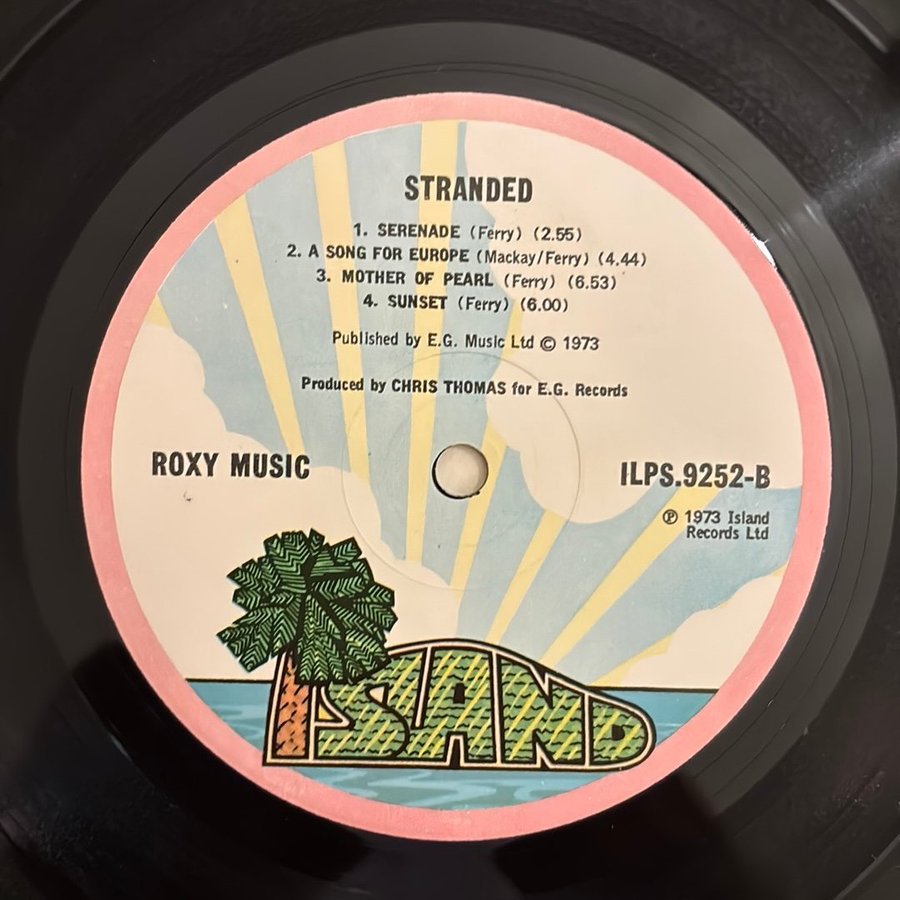 STRANDED
1. SERENADE (Ferry) (2.55)
2. A SONG FOR EUROPE (Mackay/Ferry) (4.44)
3. MOTHER OF PEARL (Ferry) (6.53)
4. SUNSET (Ferry) (6.00)
Published by E.G. Music Ltd © 1973
Produced by CHRIS THOMAS for E.G. Records
ROXY MUSIC
ILPS.9252-B
℗ 1973 Island
Records Ltd
ISLAND